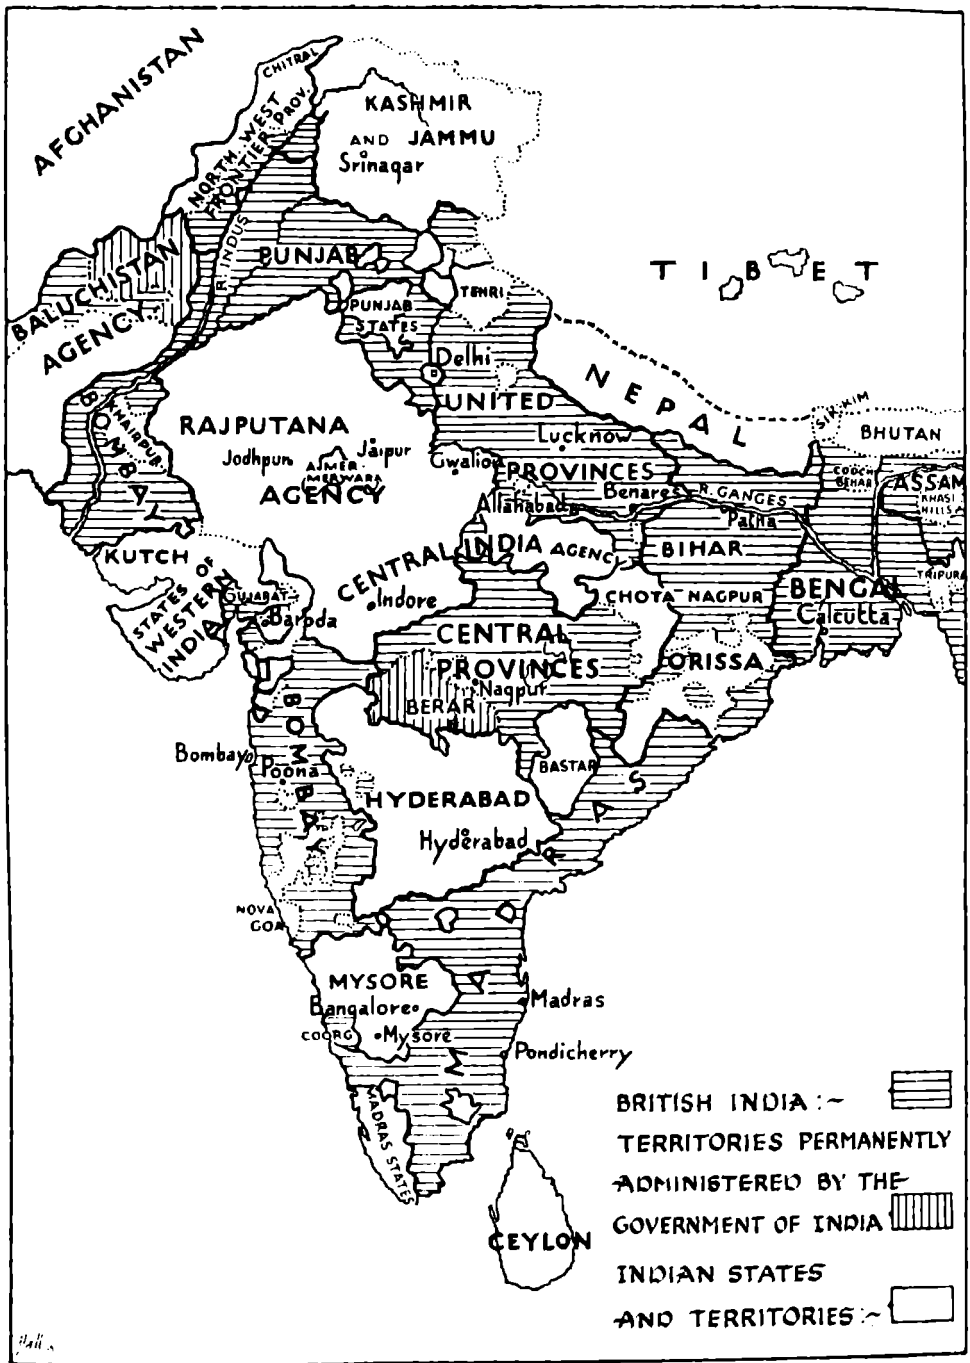 AFGHANISTAN
CHITRAL
NORTH-WEST
FRONTIER PROV.
KASHMIR
AND JAMMU
Srinagar
R. INDUS
PUNJAB
BALUCHISTAN
AGENCY
TIBET
TEHRI
PUNJAB
STATES
Delhi
NEPAL
SIKKIM
BHUTAN
UNITED
PROVINCES
Lucknow
BOMBAY
KHAIRPUR
RAJPUTANA
AGENCY
Jodhpur
Jaipur
AJMER-
MERWARA
Gwalior
Allahabad
Benares
R. GANGES
Patna
COOCH
BEHAR
ASSAM
KHASI
HILLS
TRIPURA
KUTCH
STATES OF
WESTERN
INDIA
GUJARAT
Baroda
CENTRAL INDIA AGENCY
Indore
BIHAR
CHOTA NAGPUR
BENGAL
Calcutta
CENTRAL
PROVINCES
Nagpur
BERAR
ORISSA
BASTAR
BOMBAY
Bombay
Poona
HYDERABAD
Hyderabad
NOVA
GOA
MADRAS
MYSORE
Bangalore
Mysore
COORG
Madras
Pondicherry
MADRAS STATES
CEYLON
BRITISH INDIA :~
TERRITORIES PERMANENTLY
ADMINISTERED BY THE
GOVERNMENT OF INDIA
INDIAN STATES
AND TERRITORIES :~